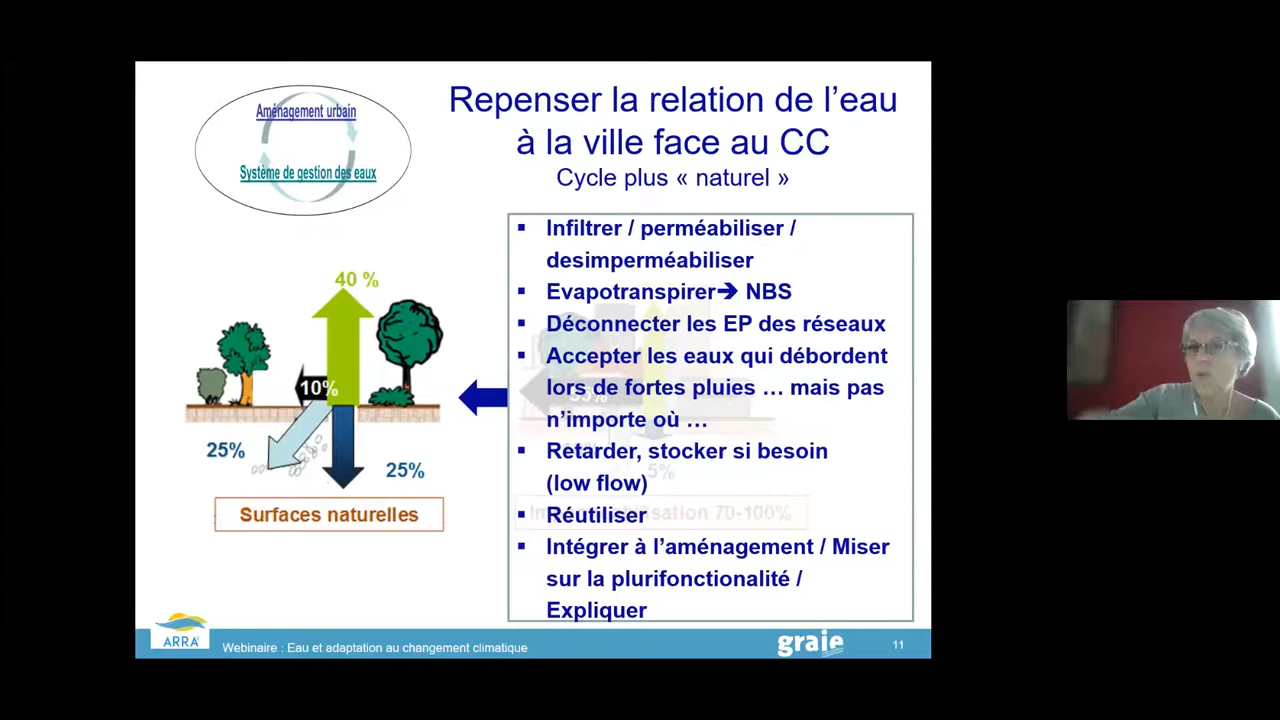 Aménagement urbain
Système de gestion des eaux
Repenser la relation de l’eau
à la ville face au CC
Cycle plus « naturel »
40 %
10%
25%
25%
Surfaces naturelles
▪ Infiltrer / perméabiliser /
desimperméabiliser
▪ Evapotranspirer➔ NBS
▪ Déconnecter les EP des réseaux
▪ Accepter les eaux qui débordent
lors de fortes pluies … mais pas
n’importe où …
▪ Retarder, stocker si besoin
(low flow)
▪ Réutiliser
▪ Intégrer à l’aménagement / Miser
sur la plurifonctionalité /
Expliquer
5%
70-100%
ARRA
Webinaire : Eau et adaptation au changement climatique
graie
11